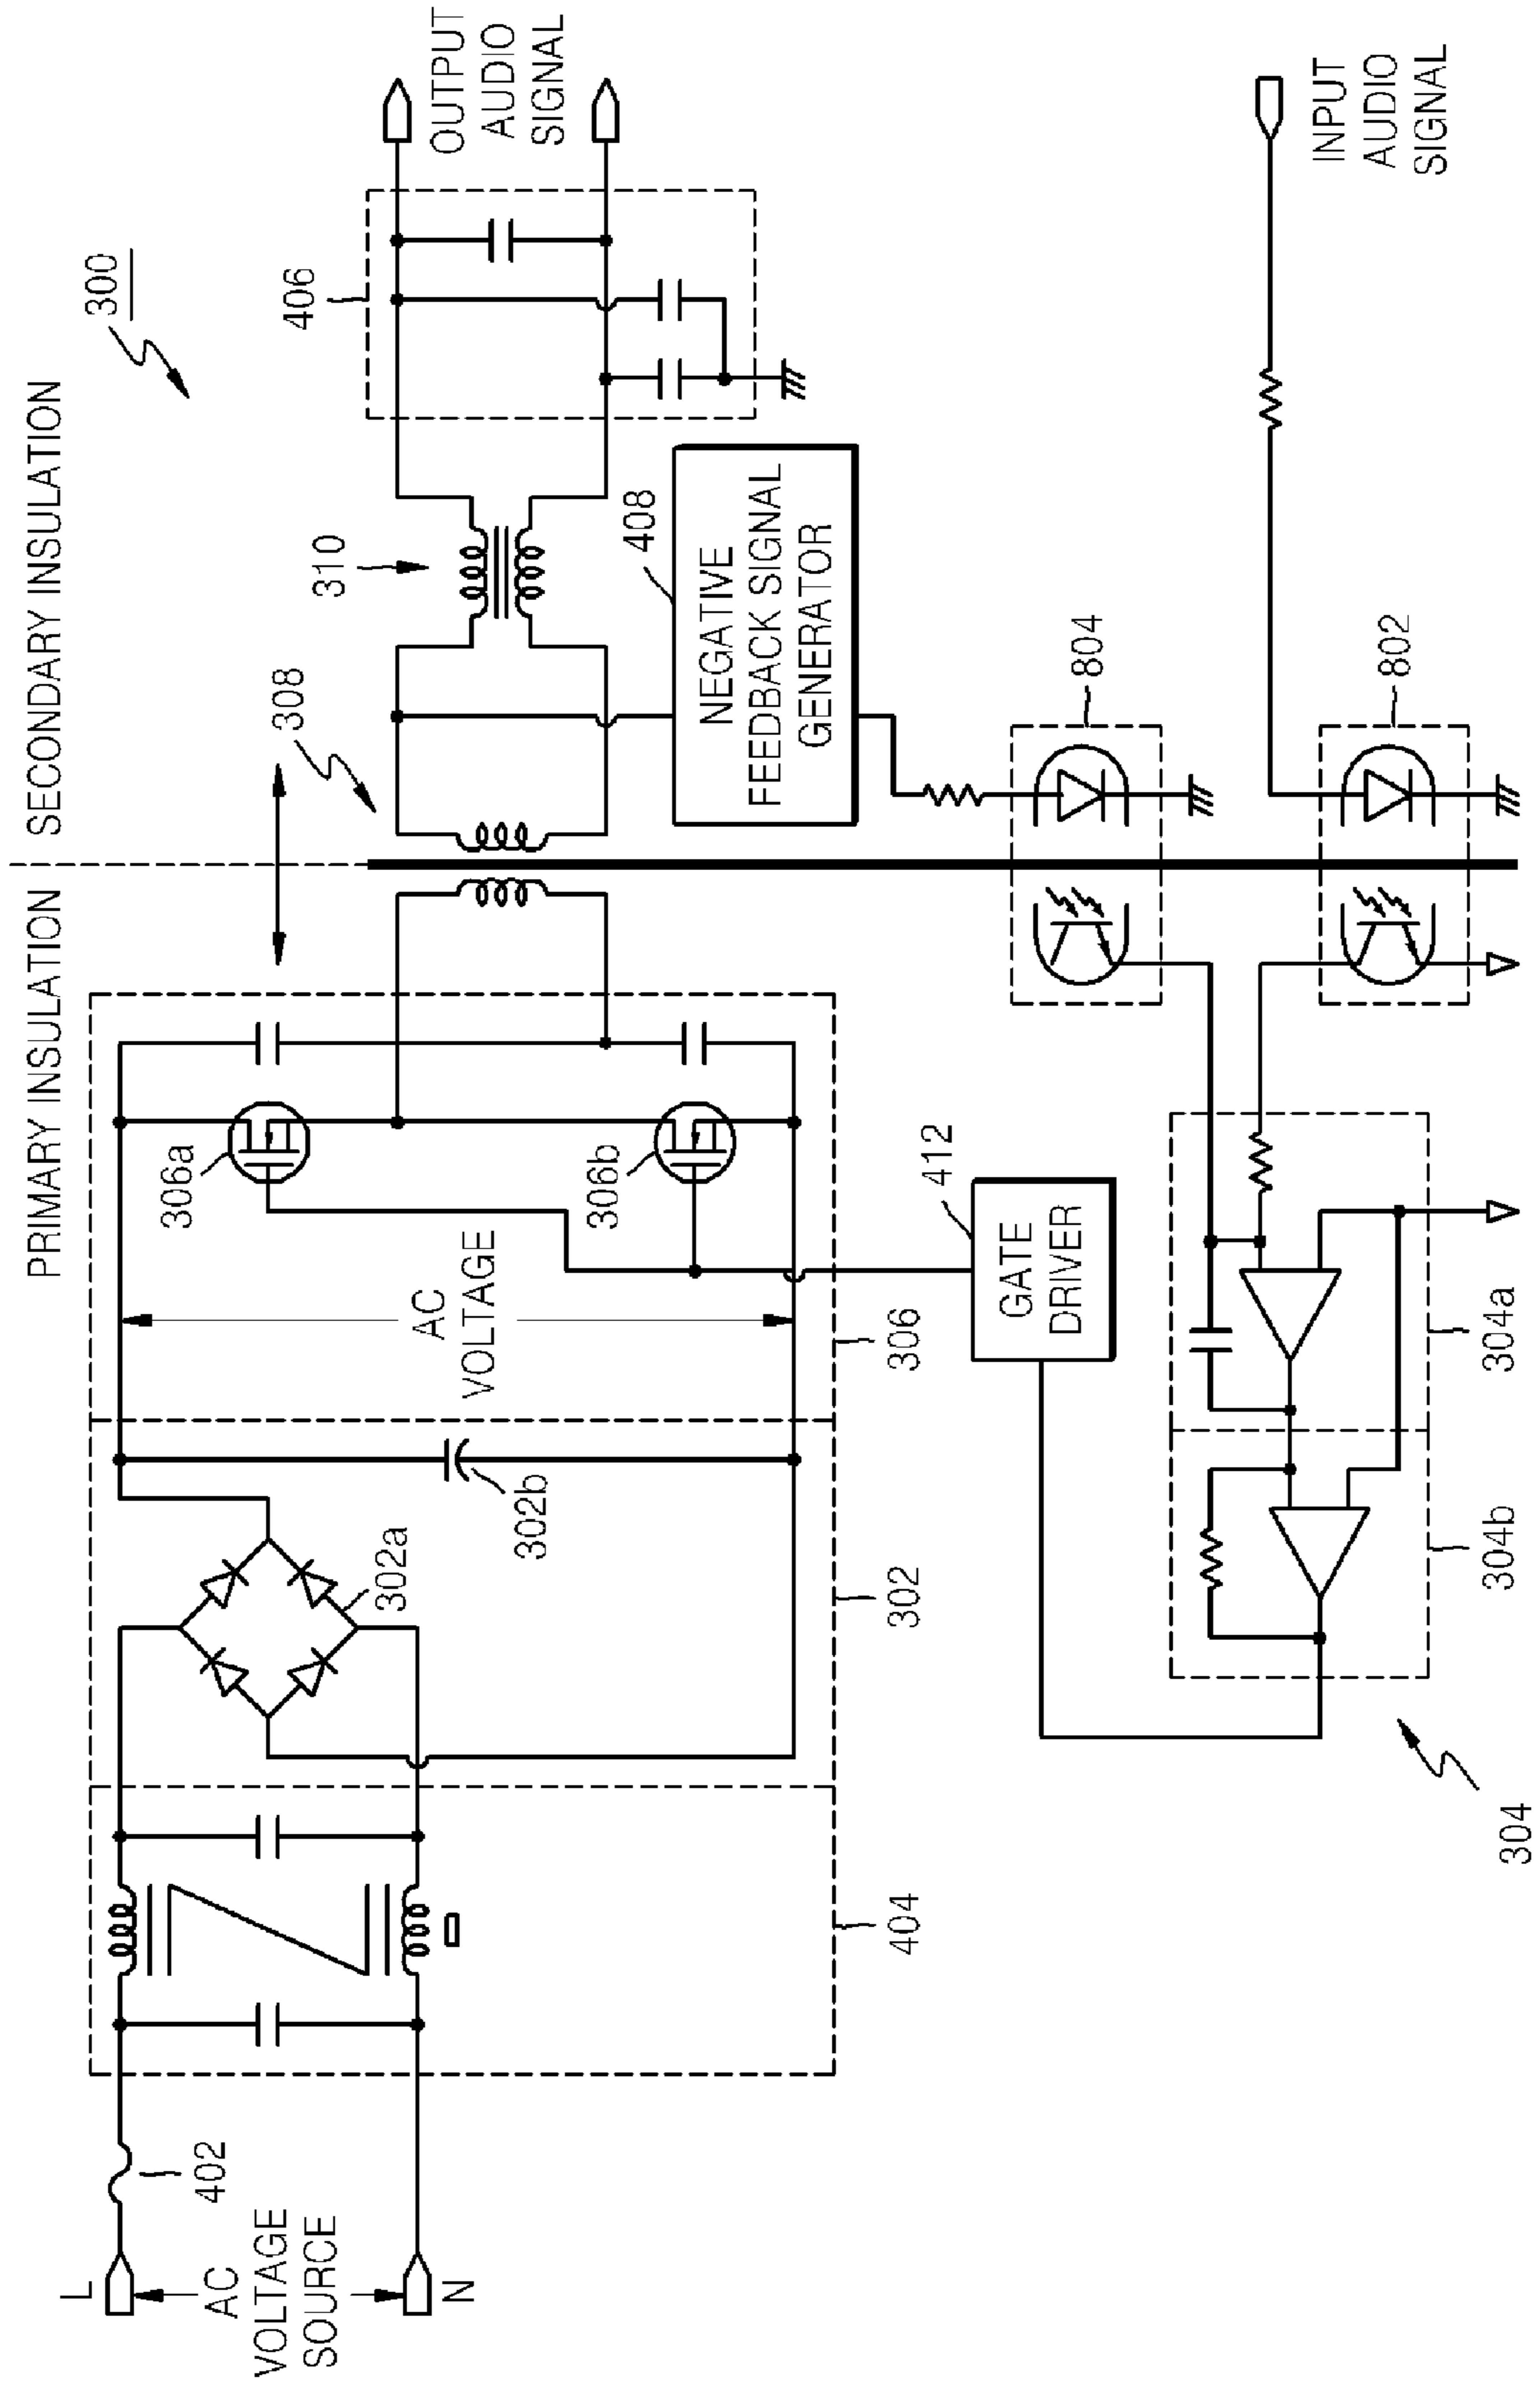 300
PRIMARY INSULATION
SECONDARY INSULATION
L
AC
VOLTAGE
SOURCE
N
402
404
302
302a
302b
306
AC
VOLTAGE
306a
306b
308
310
406
OUTPUT
AUDIO
SIGNAL
408
NEGATIVE
FEEDBACK SIGNAL
GENERATOR
412
GATE
DRIVER
804
802
INPUT
AUDIO
SIGNAL
304
304b
304a